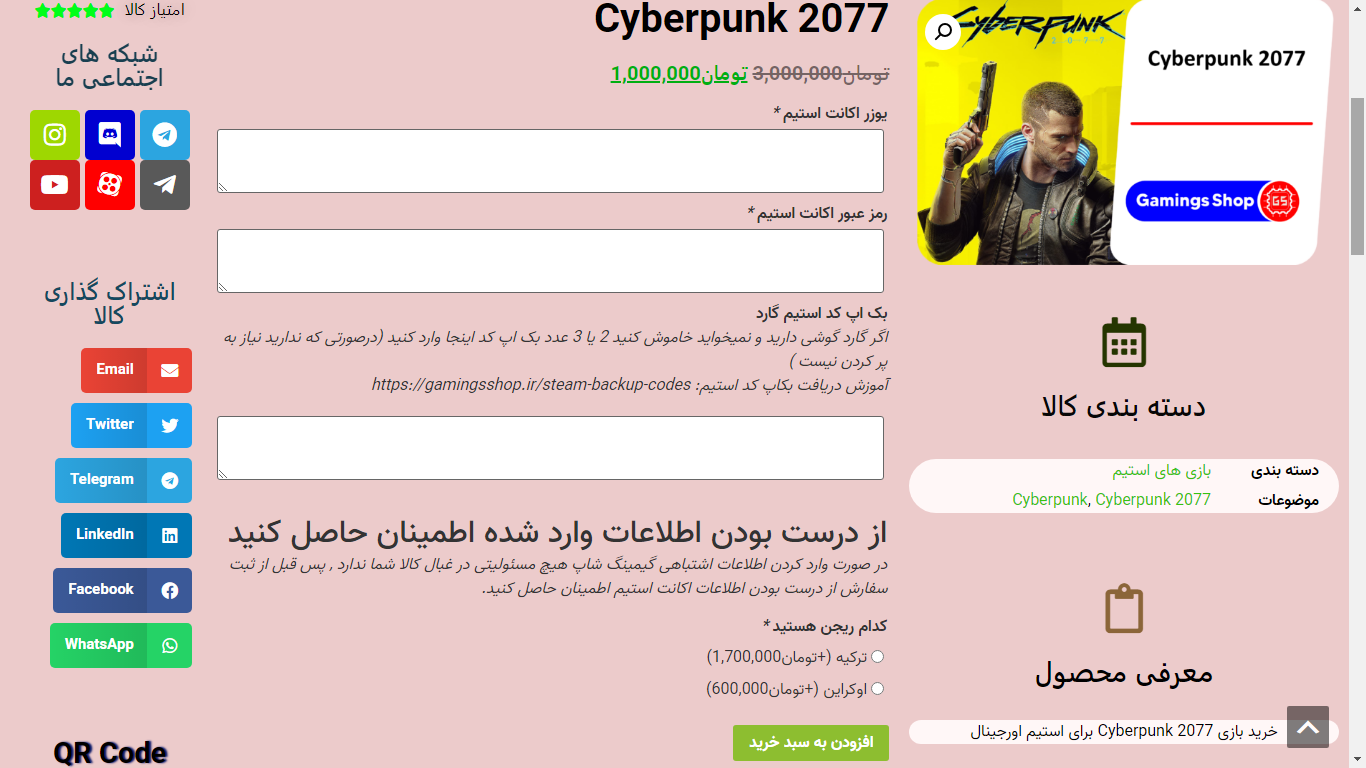 Cyberpunk 2077
تومان3,000,000 تومان1,000,000
یوزر اکانت استیم *
رمز عبور اکانت استیم *
بک اپ کد استیم گارد
اگر گارد گوشی دارید و نمیخواید خاموش کنید 2 یا 3 عدد بک اپ کد اینجا وارد کنید (درصورتی که ندارید نیاز به
پر کردن نیست )
آموزش دریافت بکاپ کد استیم: https://gamingsshop.ir/steam-backup-codes
از درست بودن اطلاعات وارد شده اطمینان حاصل کنید
در صورت وارد کردن اطلاعات اشتباهی گیمینگ شاپ هیچ مسئولیتی در غبال کالا شما ندارد , پس قبل از ثبت
سفارش از درست بودن اطلاعات اکانت استیم اطمینان حاصل کنید.
کدام ریجن هستید *
ترکیه (+تومان1,700,000)
اوکراین (+تومان600,000)
افزودن به سبد خرید
CYBERPUNK
2077
Cyberpunk 2077
Gamings Shop
GS
دسته بندی کالا
دسته بندی بازی های استیم
موضوعات Cyberpunk, Cyberpunk 2077
معرفی محصول
خرید بازی Cyberpunk 2077 برای استیم اورجینال
امتیاز کالا
شبکه های
اجتماعی ما
اشتراک گذاری
کالا
Email
Twitter
Telegram
LinkedIn
Facebook
WhatsApp
QR Code